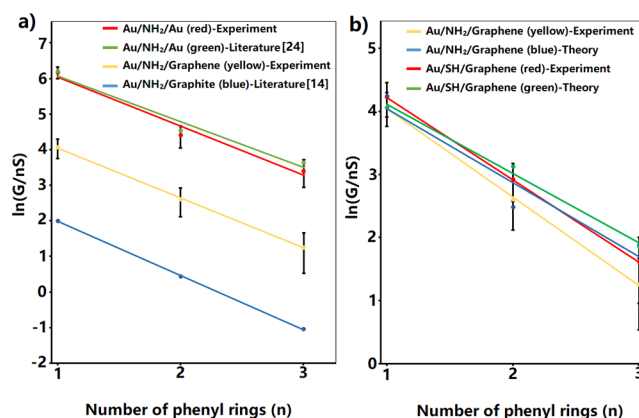 a)
Au/NH₂/Au (red)-Experiment
Au/NH₂/Au (green)-Literature [24]
Au/NH₂/Graphene (yellow)-Experiment
Au/NH₂/Graphite (blue)-Literature [14]
ln(G/nS)
7
6
5
4
3
2
1
0
-1
-2
1 2 3
Number of phenyl rings (n)
b)
Au/NH₂/Graphene (yellow)-Experiment
Au/NH₂/Graphene (blue)-Theory
Au/SH/Graphene (red)-Experiment
Au/SH/Graphene (green)-Theory
ln(G/nS)
5
4
3
2
1
0
1 2 3
Number of phenyl rings (n)